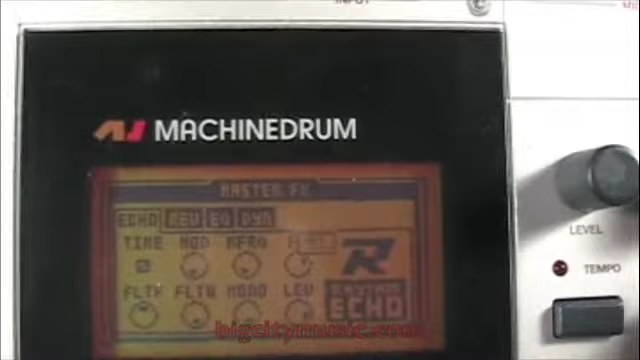 INPUT
MACHINEDRUM
MASTER FX
ECHO REV EQ DYN
TIME MOD MFRQ
FLTF FLTW MONO LEV
ECHO
LEVEL
TEMPO
bigcitymusic.com